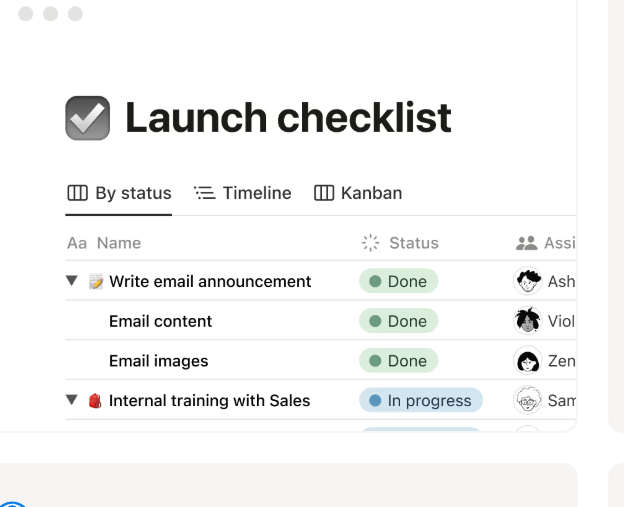 Launch checklist
By status Timeline Kanban
Aa Name Status Assi
Write email announcement Done Ash
Email content Done Viol
Email images Done Zen
Internal training with Sales In progress Sam